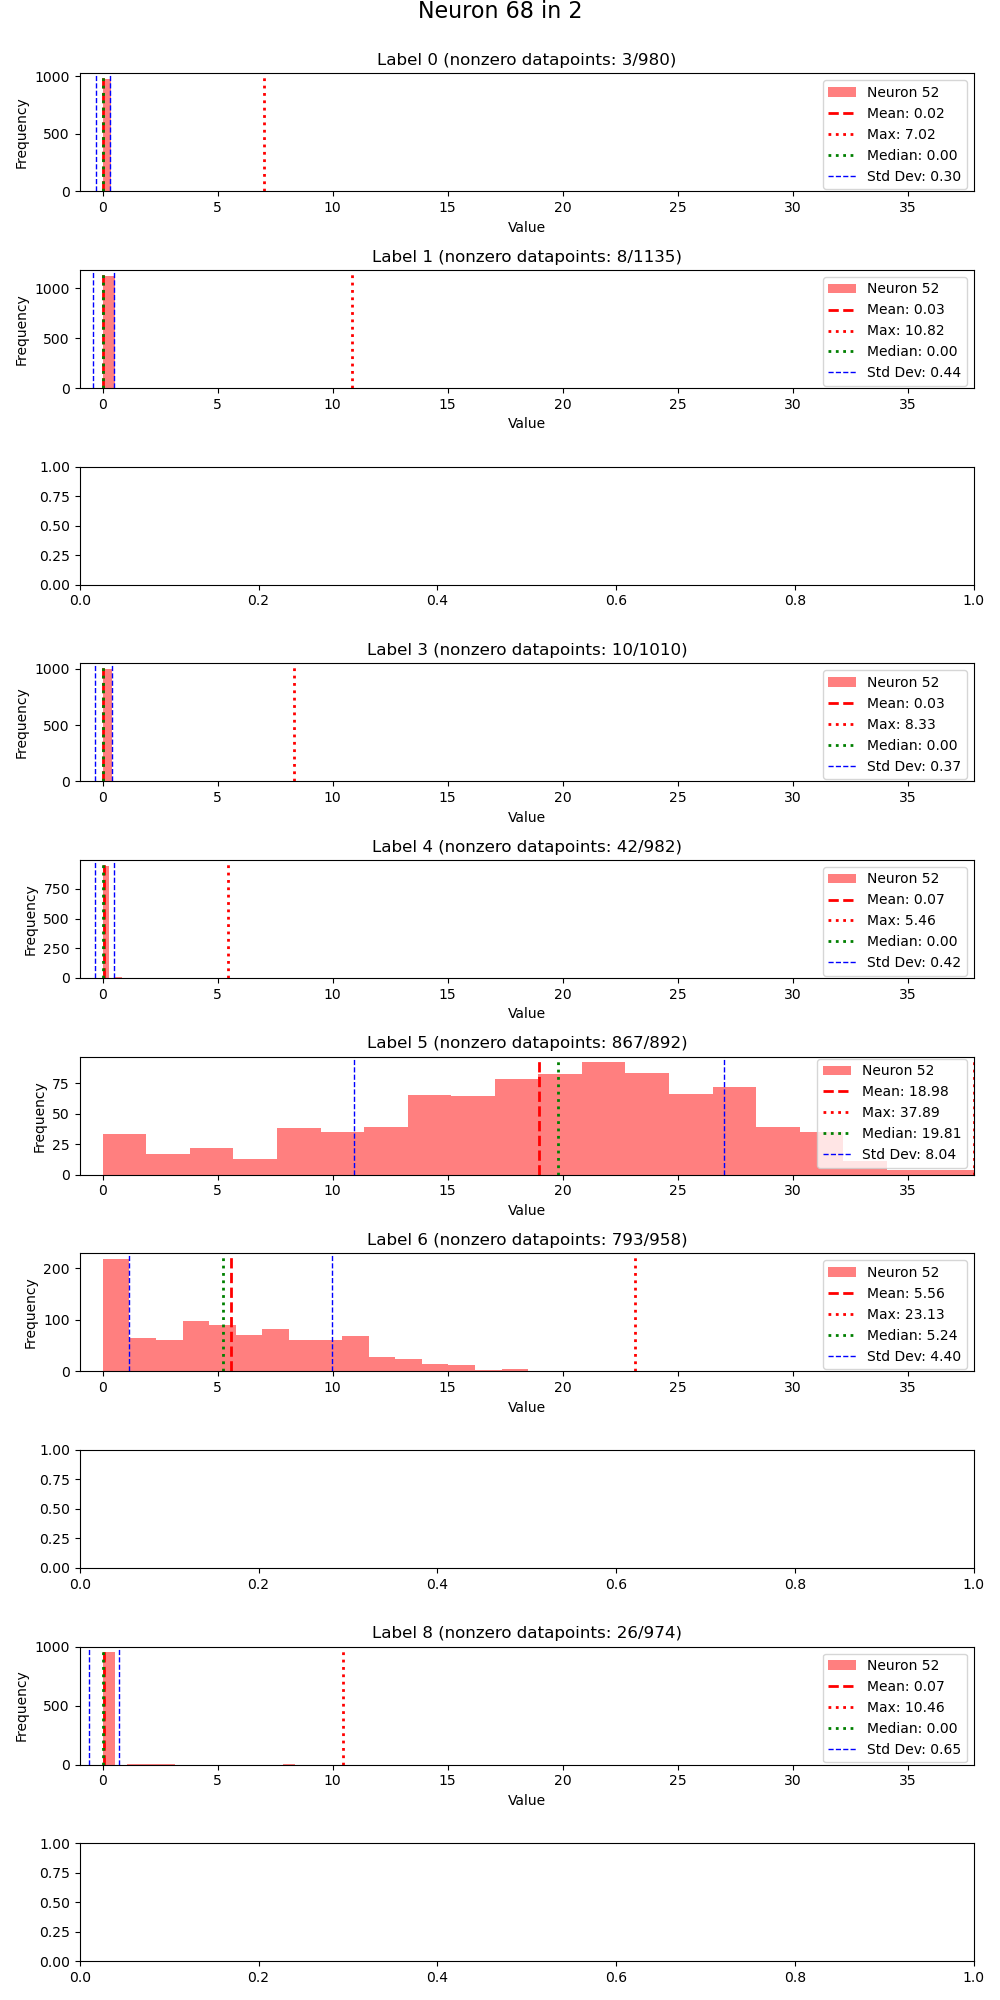 Neuron 68 in 2
Label 0 (nonzero datapoints: 3/980)
Frequency
1000
500
0
Neuron 52
Mean: 0.02
Max: 7.02
Median: 0.00
Std Dev: 0.30
0 5 10 15 20 25 30 35
Value
Label 1 (nonzero datapoints: 8/1135)
Frequency
1000
500
0
Neuron 52
Mean: 0.03
Max: 10.82
Median: 0.00
Std Dev: 0.44
0 5 10 15 20 25 30 35
Value
1.00
0.75
0.50
0.25
0.00
0.0 0.2 0.4 0.6 0.8 1.0
Label 3 (nonzero datapoints: 10/1010)
Frequency
1000
500
0
Neuron 52
Mean: 0.03
Max: 8.33
Median: 0.00
Std Dev: 0.37
0 5 10 15 20 25 30 35
Value
Label 4 (nonzero datapoints: 42/982)
Frequency
750
500
250
0
Neuron 52
Mean: 0.07
Max: 5.46
Median: 0.00
Std Dev: 0.42
0 5 10 15 20 25 30 35
Value
Label 5 (nonzero datapoints: 867/892)
Frequency
75
50
25
0
Neuron 52
Mean: 18.98
Max: 37.89
Median: 19.81
Std Dev: 8.04
0 5 10 15 20 25 30 35
Value
Label 6 (nonzero datapoints: 793/958)
Frequency
200
100
0
Neuron 52
Mean: 5.56
Max: 23.13
Median: 5.24
Std Dev: 4.40
0 5 10 15 20 25 30 35
Value
1.00
0.75
0.50
0.25
0.00
0.0 0.2 0.4 0.6 0.8 1.0
Label 8 (nonzero datapoints: 26/974)
Frequency
1000
500
0
Neuron 52
Mean: 0.07
Max: 10.46
Median: 0.00
Std Dev: 0.65
0 5 10 15 20 25 30 35
Value
1.00
0.75
0.50
0.25
0.00
0.0 0.2 0.4 0.6 0.8 1.0